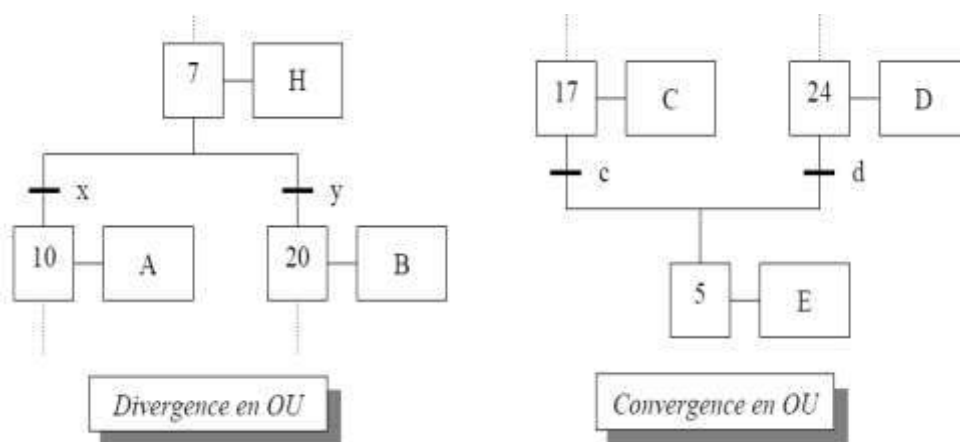 7
H
x
y
10
A
20
B
Divergence en OU
17
C
24
D
c
d
5
E
Convergence en OU